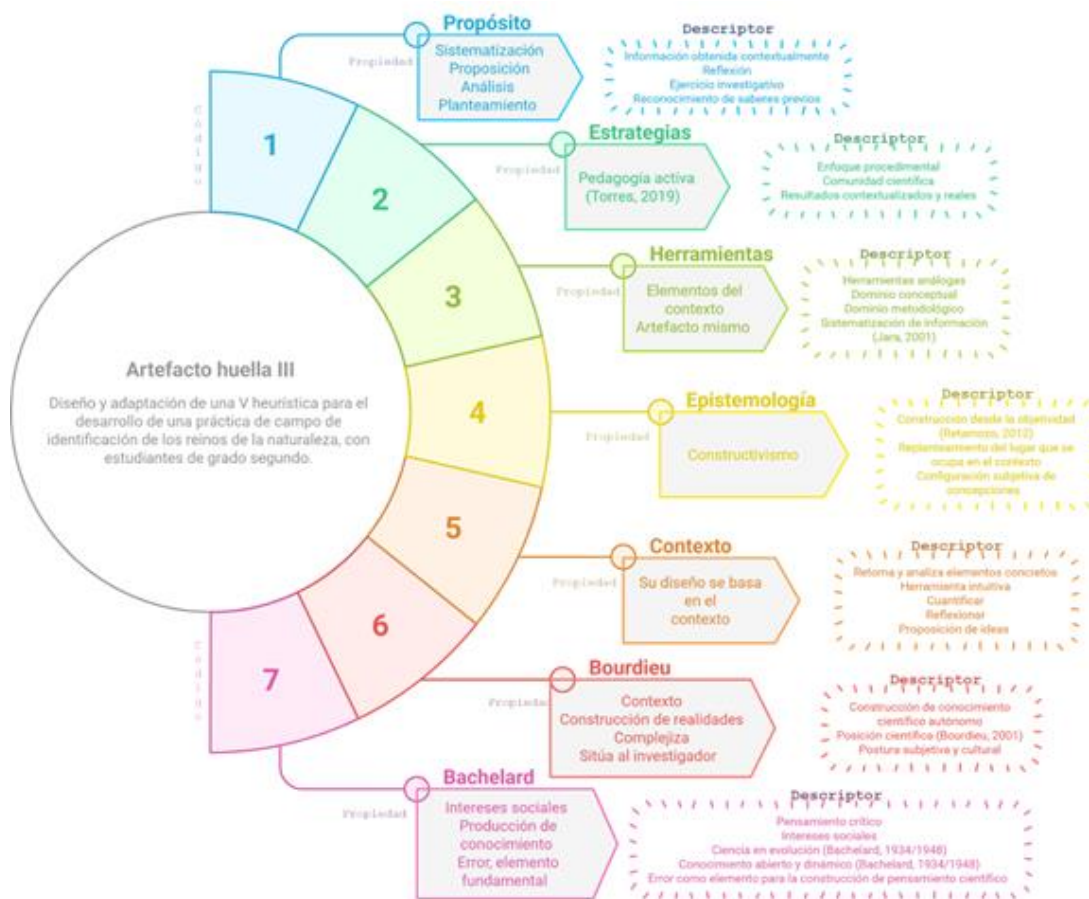 Propósito
Propiedad
Sistematización
Proposición
Análisis
Planteamiento
Descriptor
Información obtenida contextualmente
Reflexión
Ejercicio investigativo
Reconocimiento de saberes previos
Código
1
Estrategias
Propiedad
Pedagogía activa
(Torres, 2019)
Descriptor
Enfoque procedimental
Comunidad científica
Resultados contextualizados y reales
2
Herramientas
Propiedad
Elementos del
contexto
Artefacto mismo
Descriptor
Herramientas análogas
Dominio conceptual
Dominio metodológico
Sistematización de información
(Jara, 2001)
3
Artefacto huella III
Diseño y adaptación de una V heurística para el
desarrollo de una práctica de campo de
identificación de los reinos de la naturaleza, con
estudiantes de grado segundo.
Epistemología
Propiedad
Constructivismo
Descriptor
Construcción desde la objetividad
(Retamozo, 2012)
Replanteamiento del lugar que se
ocupa en el contexto
Configuración subjetiva de
concepciones
4
Contexto
Propiedad
Su diseño se basa
en el
contexto
Descriptor
Retoma y analiza elementos concretos
Herramienta intuitiva
Cuantificar
Reflexionar
Proposición de ideas
5
Bourdieu
Propiedad
Contexto
Construcción de realidades
Complejiza
Sitúa al investigador
Descriptor
Construcción de conocimiento
científico autónomo
Posición científica (Bourdieu, 2001)
Postura subjetiva y cultural
6
Código
7
Bachelard
Propiedad
Intereses sociales
Producción de
conocimiento
Error, elemento
fundamental
Descriptor
Pensamiento crítico
Intereses sociales
Ciencia en evolución (Bachelard, 1934/1948)
Conocimiento abierto y dinámico (Bachelard, 1934/1948)
Error como elemento para la construcción de pensamiento científico